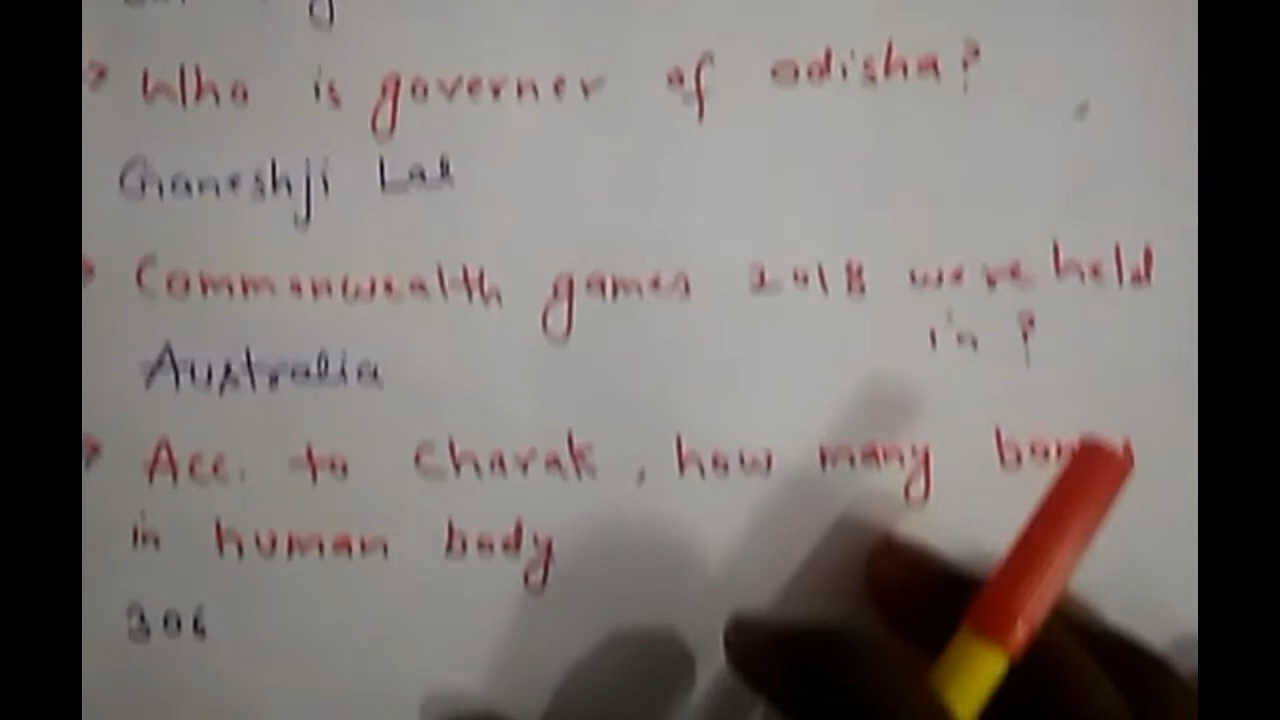 → Who is governer of odisha?
Ganeshji Lal
→ Commonwealth games 2018 were held
in ?
Australia
→ Acc. to charak, how many
in human body
306